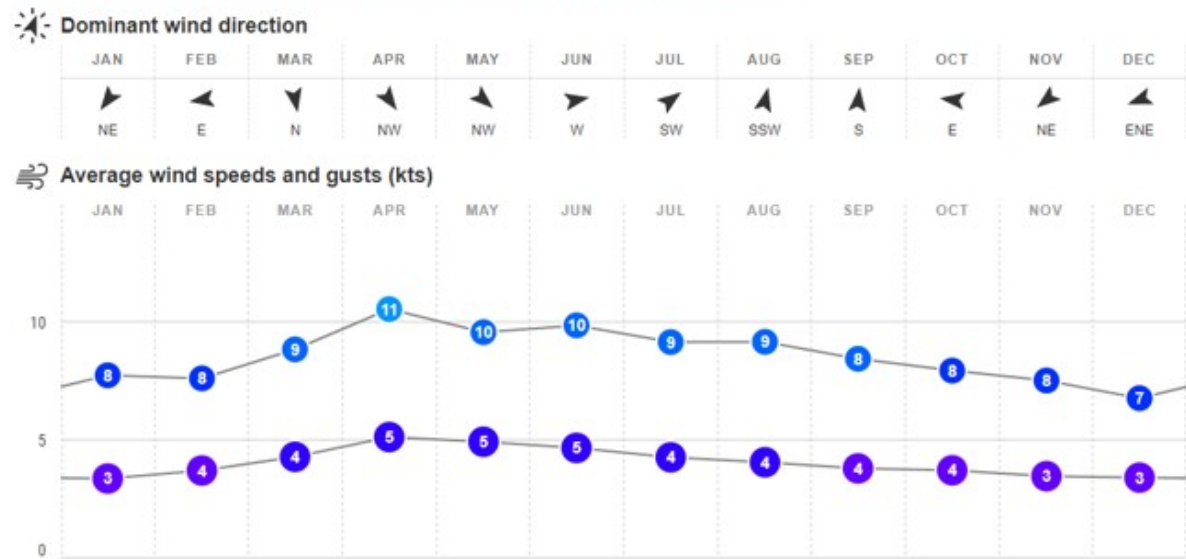 Dominant wind direction
JAN FEB MAR APR MAY JUN JUL AUG SEP OCT NOV DEC
NE E N NW NW W SW SSW S E NE ENE
Average wind speeds and gusts (kts)
JAN FEB MAR APR MAY JUN JUL AUG SEP OCT NOV DEC
10
8 8 9 11 10 10 9 9 8 8 8 7
5
3 4 4 5 5 5 4 4 4 4 3 3
0